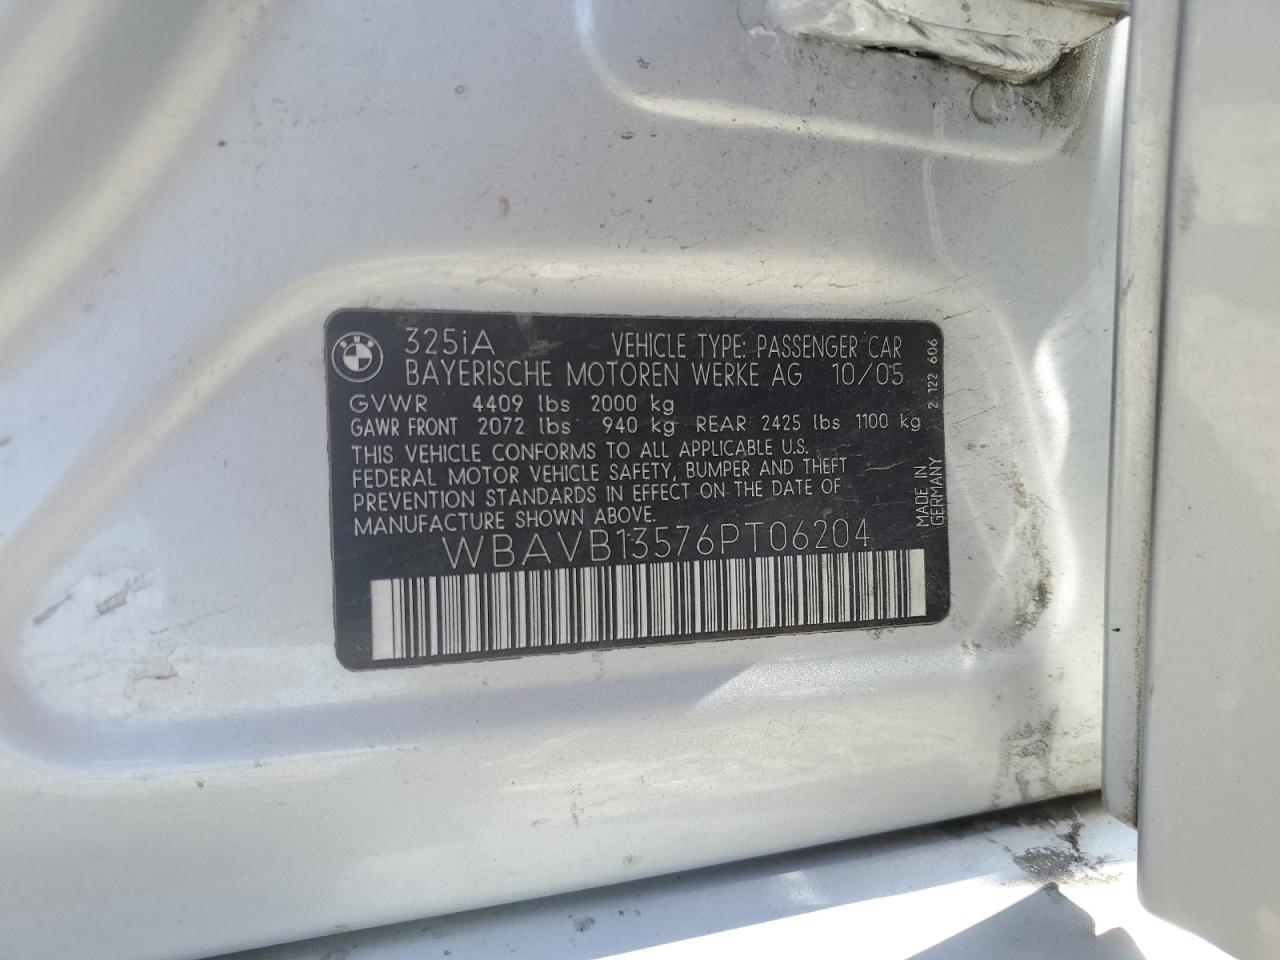 BMW
325iA VEHICLE TYPE: PASSENGER CAR
BAYERISCHE MOTOREN WERKE AG 10/05
GVWR 4409 lbs 2000 kg
GAWR FRONT 2072 lbs 940 kg REAR 2425 lbs 1100 kg
THIS VEHICLE CONFORMS TO ALL APPLICABLE U.S.
FEDERAL MOTOR VEHICLE SAFETY, BUMPER AND THEFT
PREVENTION STANDARDS IN EFFECT ON THE DATE OF
MANUFACTURE SHOWN ABOVE.
WBAVB13576PT06204
2 122 606
MADE IN
GERMANY